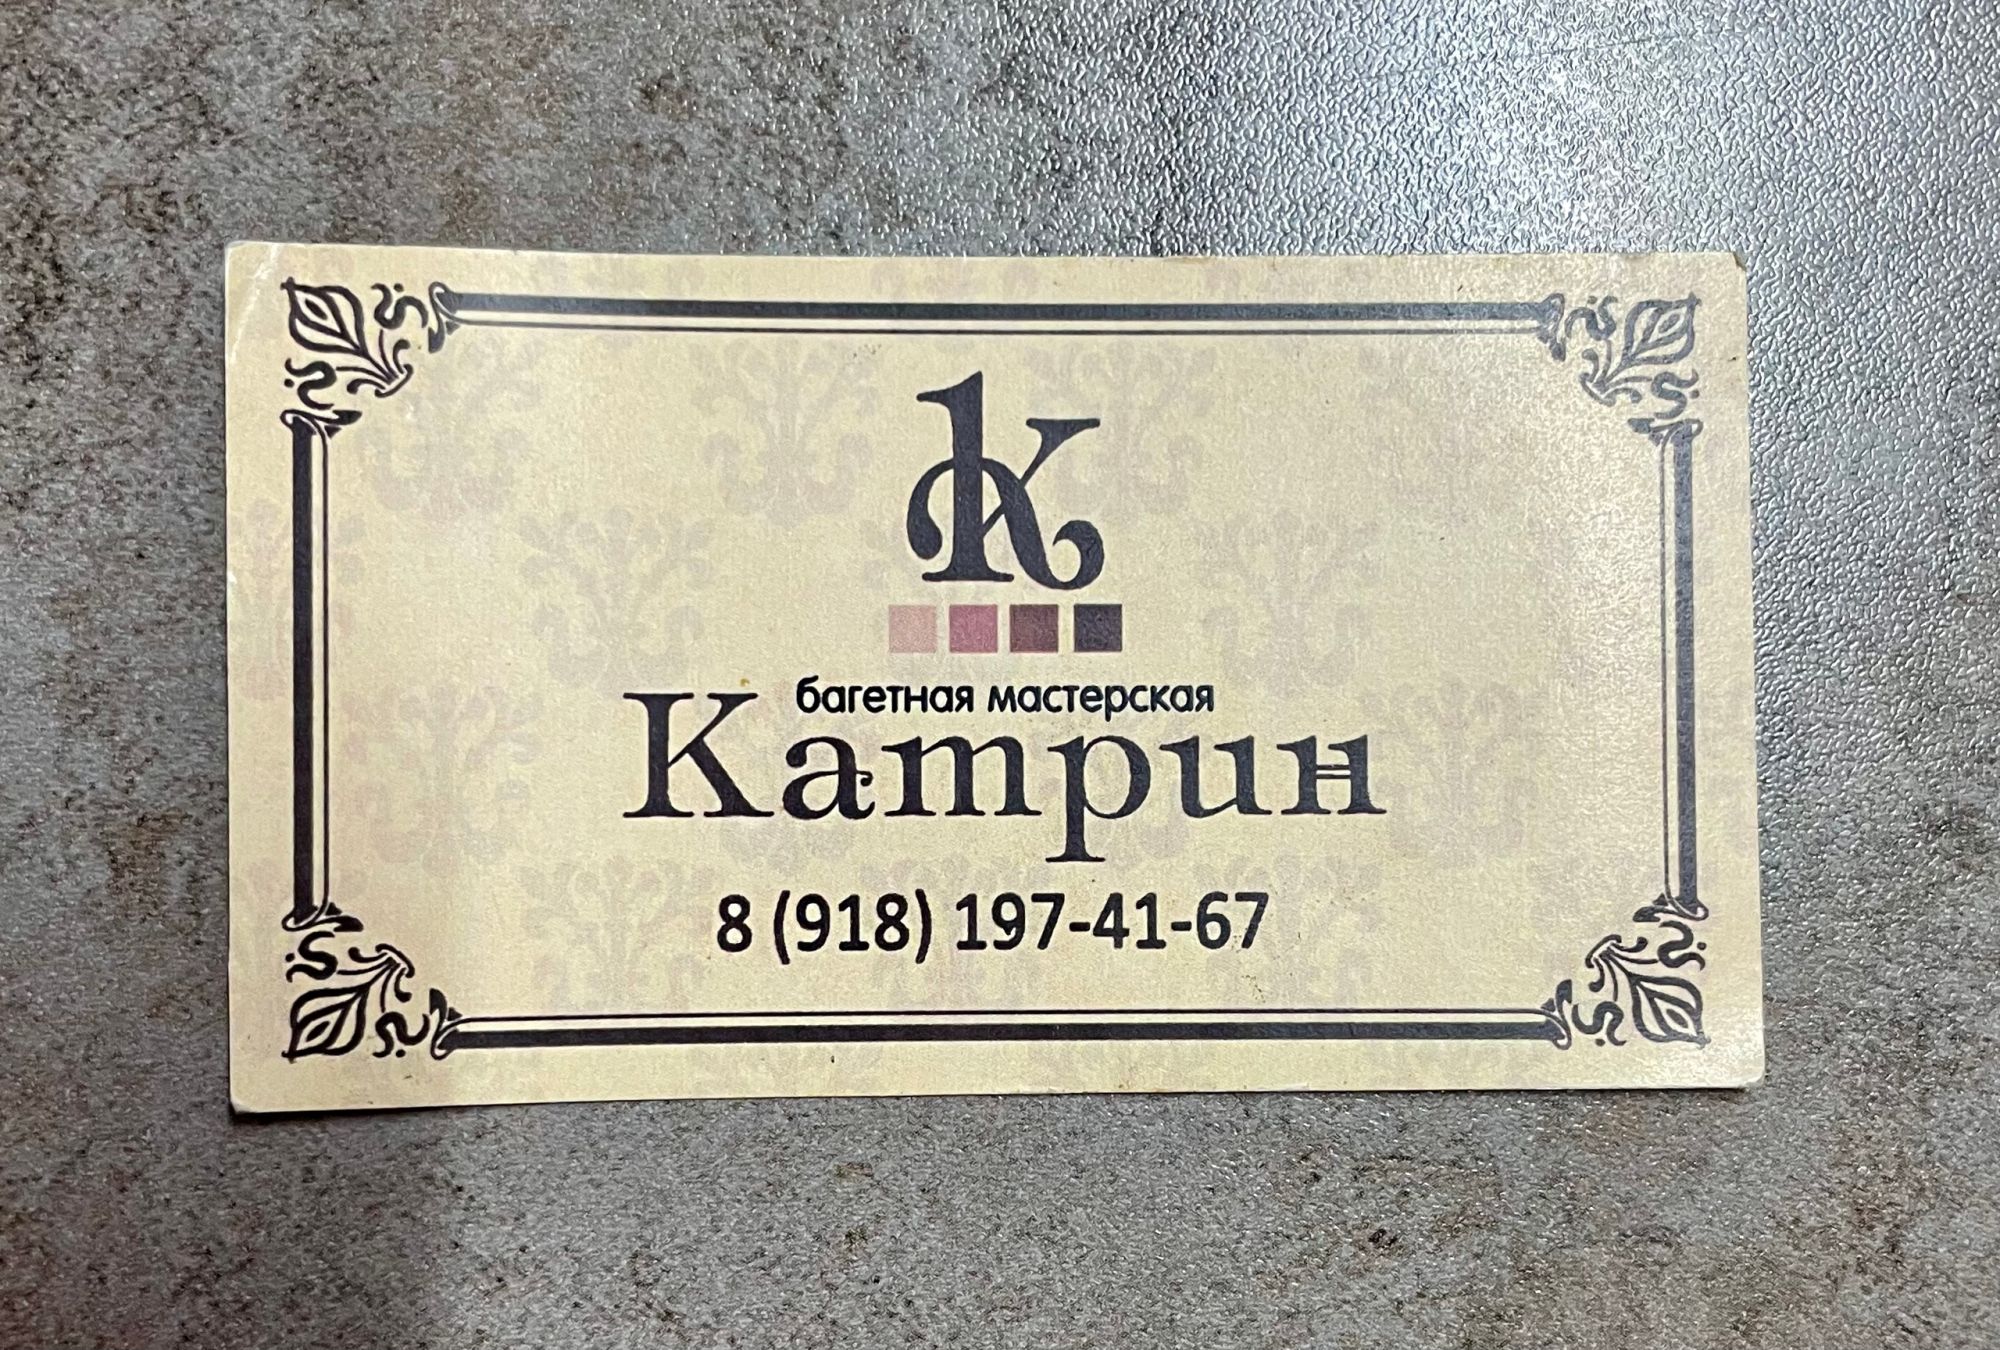 К
багетная мастерская
Катрин
8 (918) 197-41-67